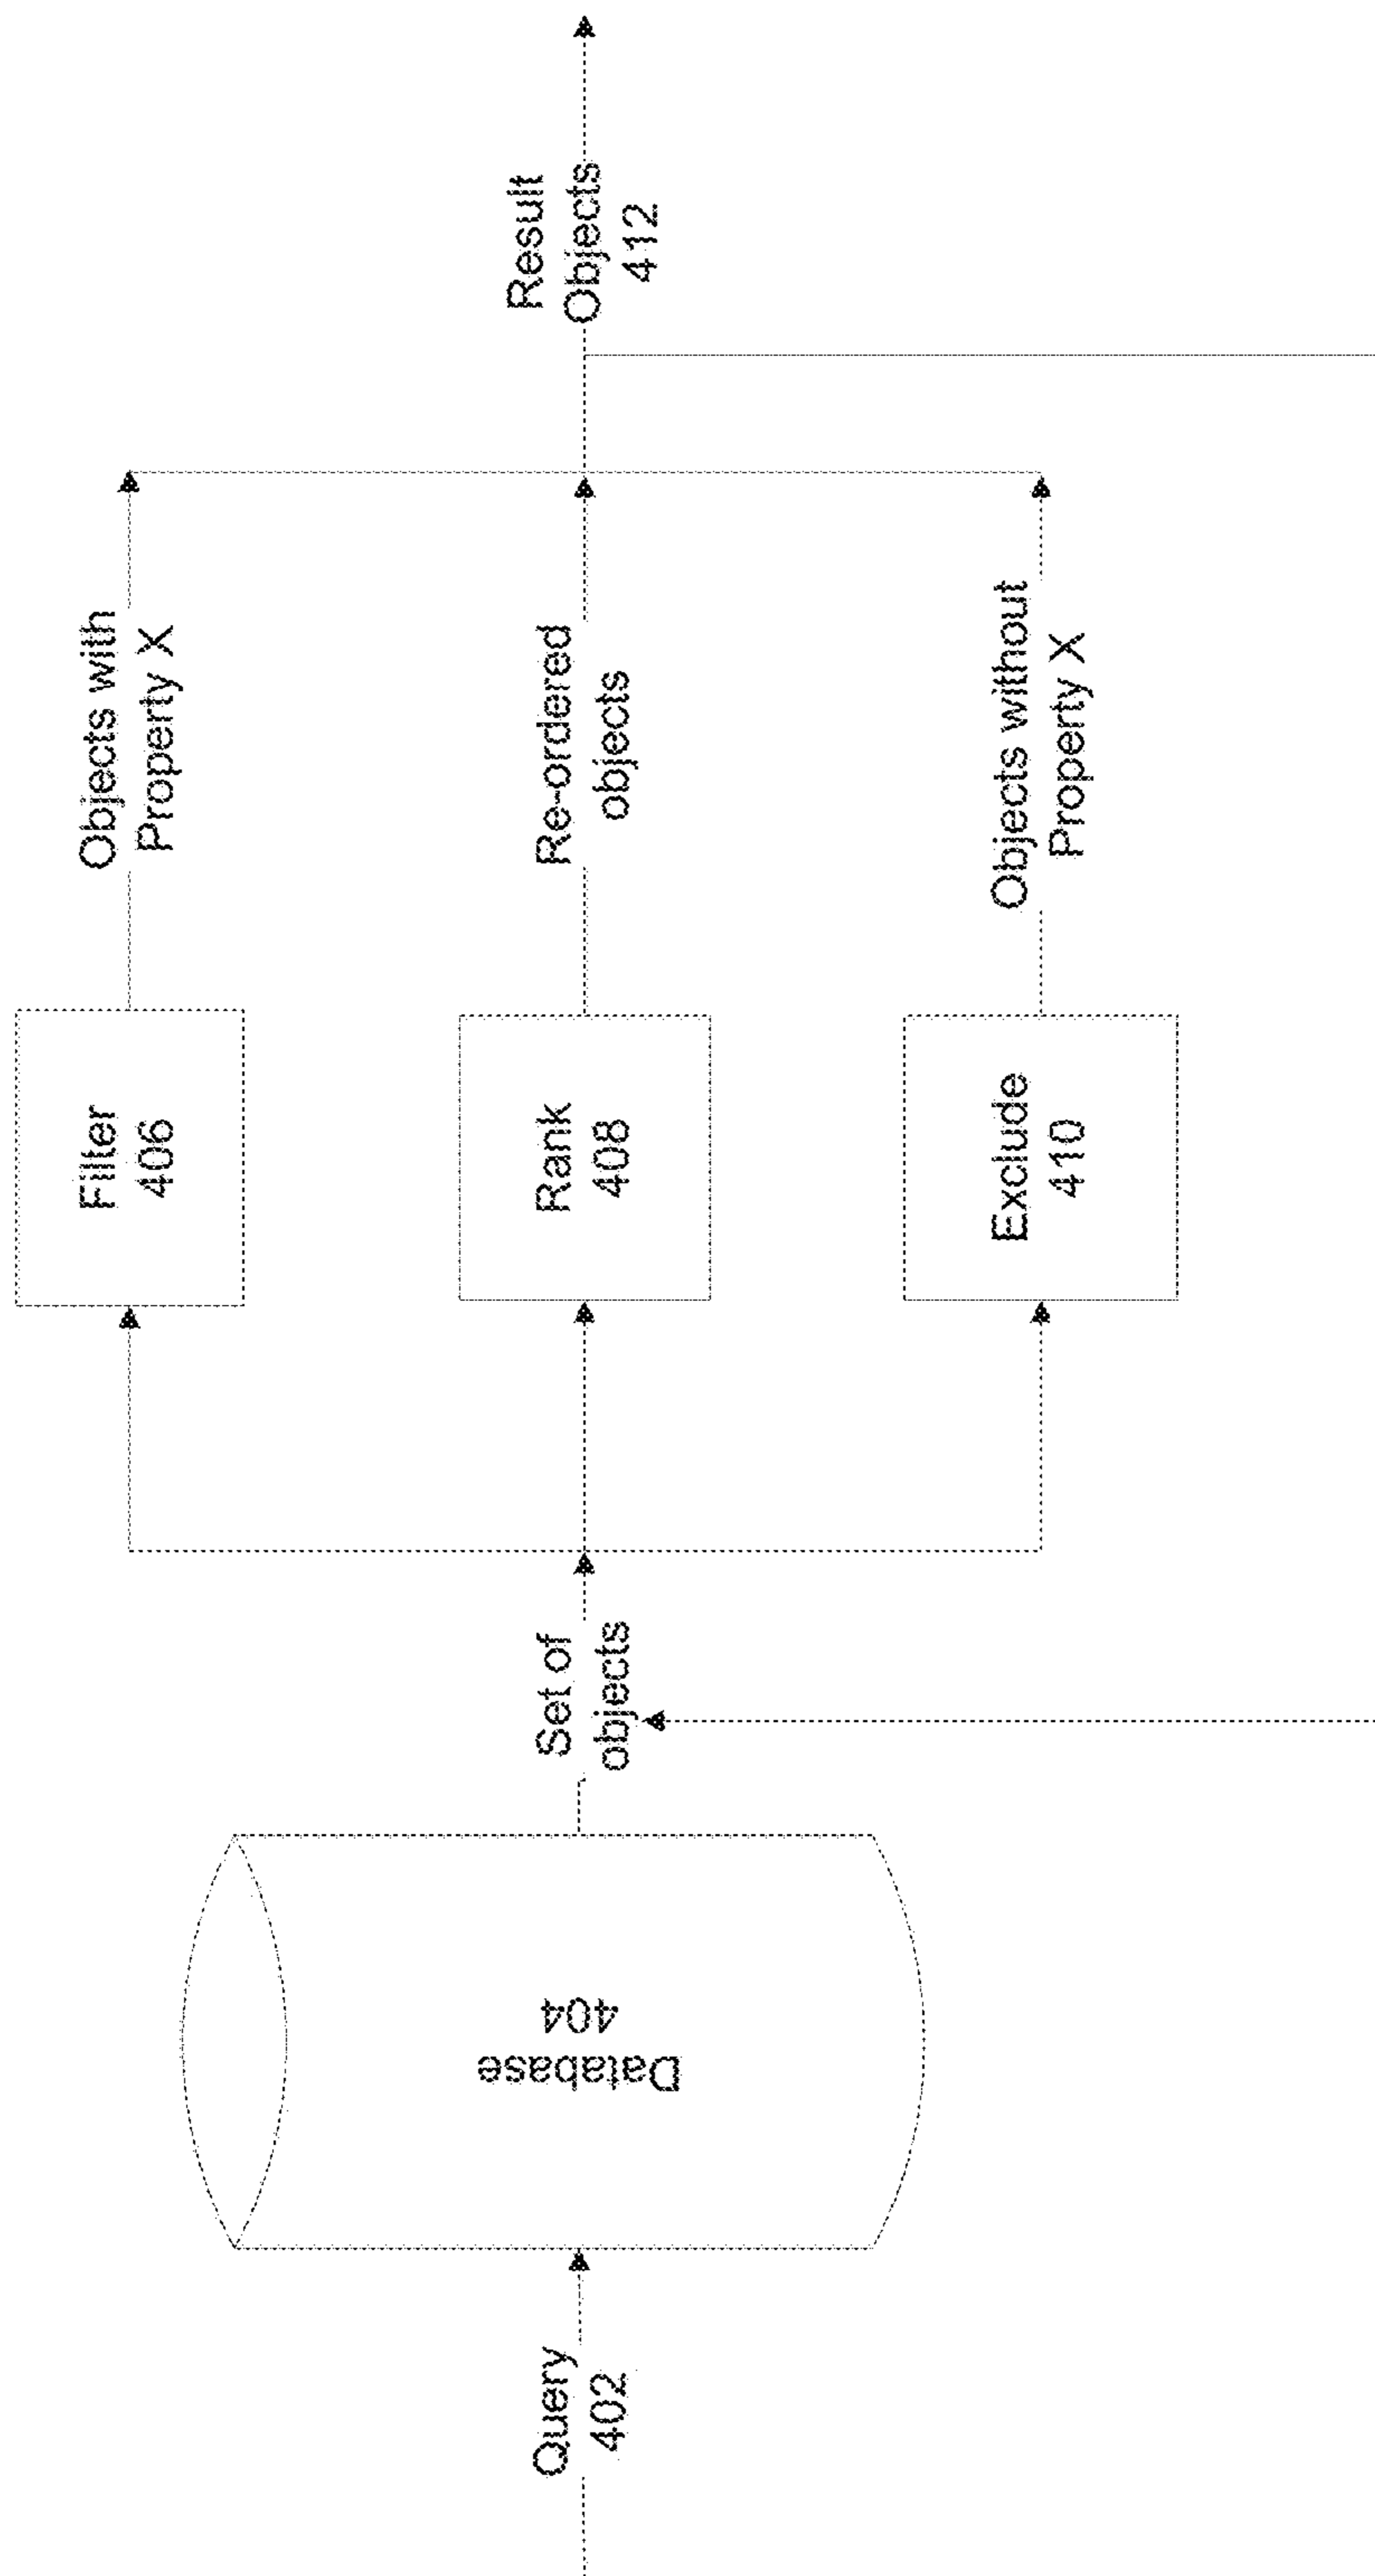 Query
402
Database
404
Set of
objects
Filter
406
Objects with
Property X
Rank
408
Re-ordered
objects
Exclude
410
Objects without
Property X
Result
Objects
412